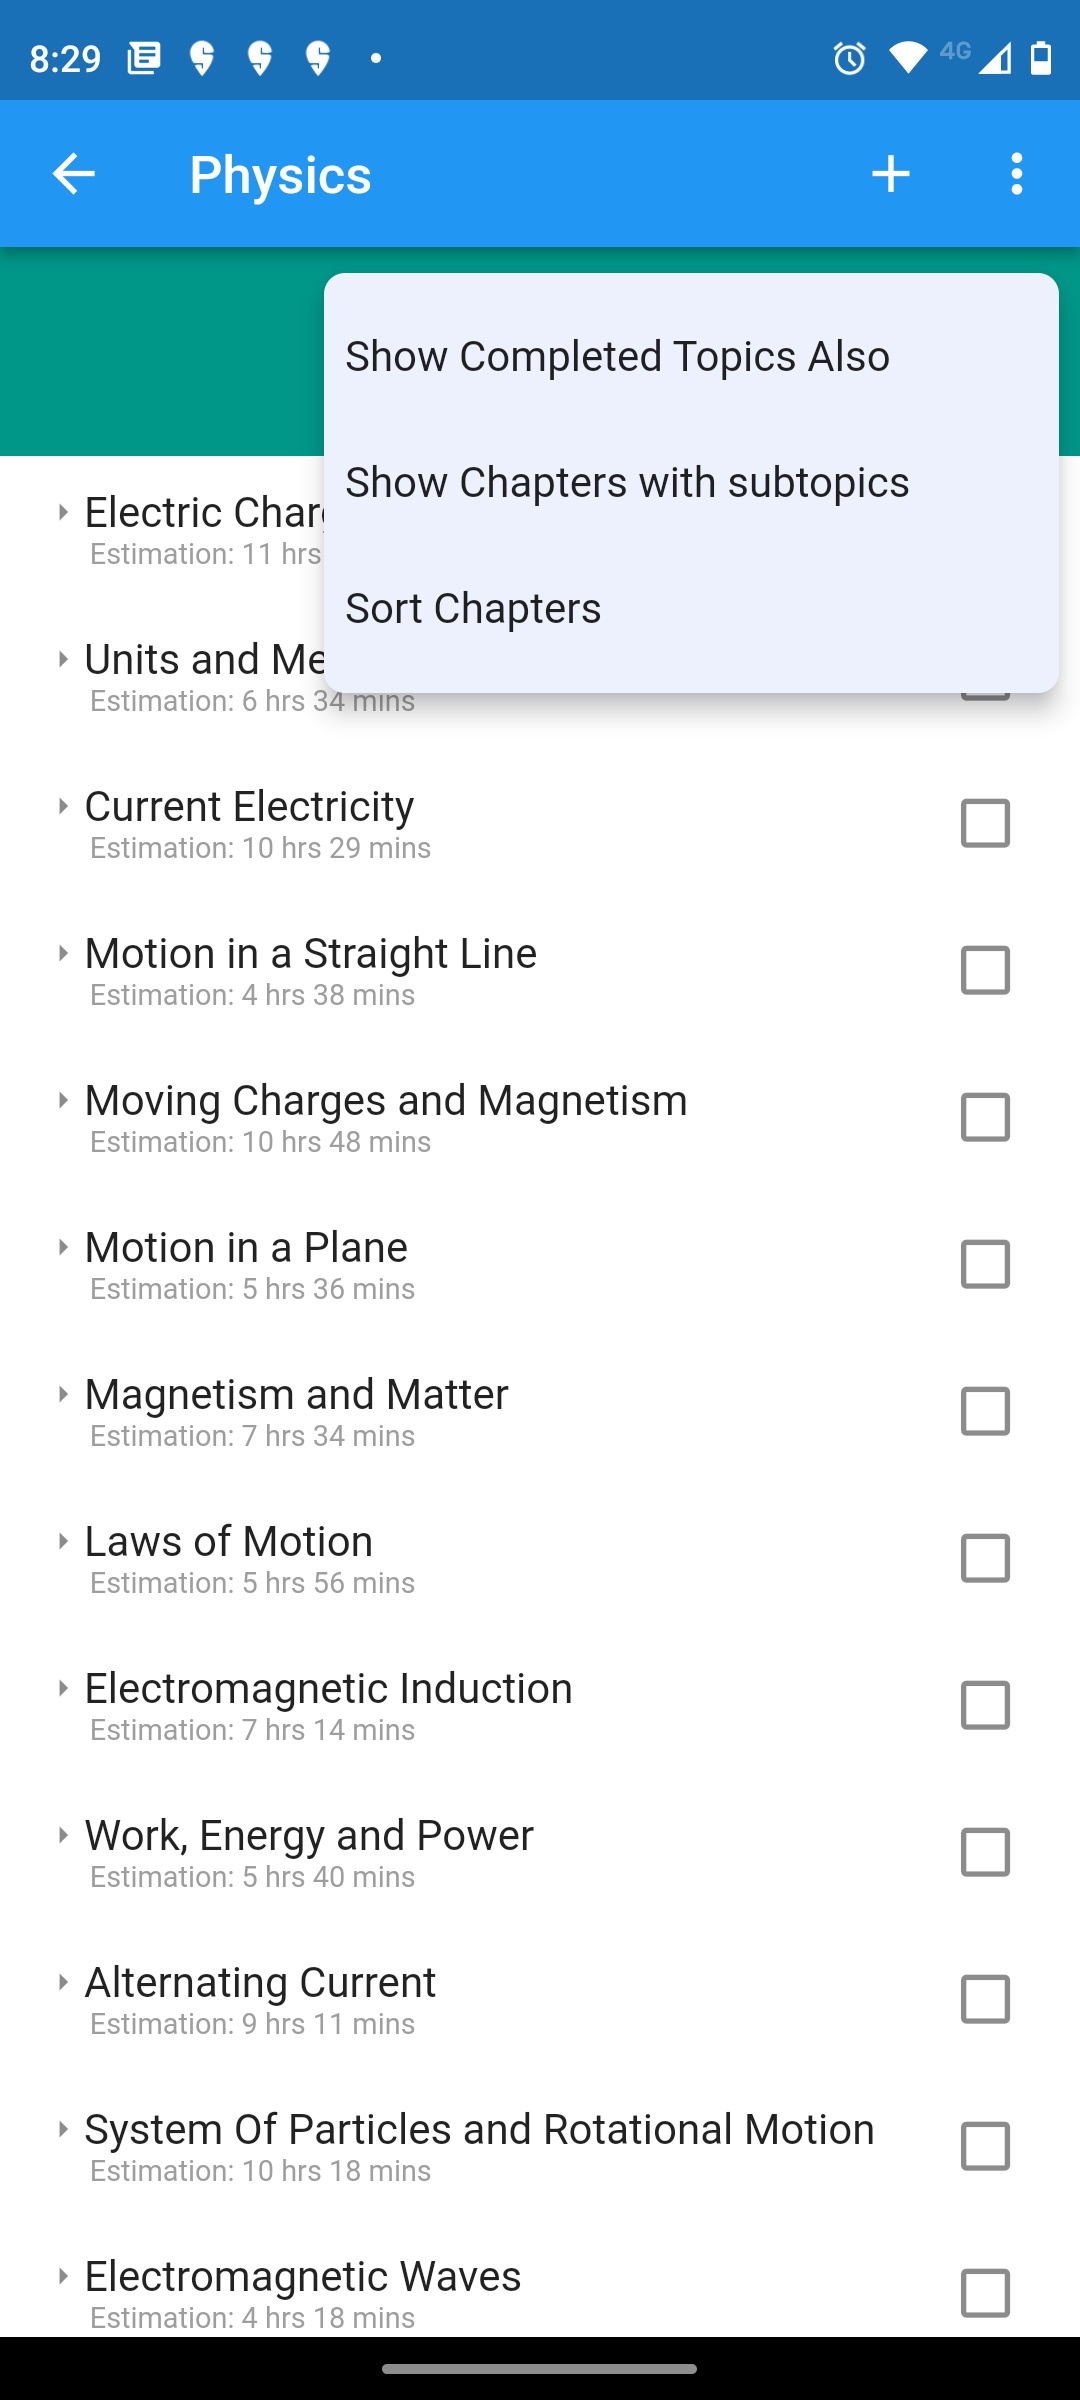 8:29
4G
Physics
Show Completed Topics Also
Show Chapters with subtopics
Sort Chapters
Electric
Estimation: 11 hrs
Units and
Estimation: 6 hrs 34 mins
Current Electricity
Estimation: 10 hrs 29 mins
Motion in a Straight Line
Estimation: 4 hrs 38 mins
Moving Charges and Magnetism
Estimation: 10 hrs 48 mins
Motion in a Plane
Estimation: 5 hrs 36 mins
Magnetism and Matter
Estimation: 7 hrs 34 mins
Laws of Motion
Estimation: 5 hrs 56 mins
Electromagnetic Induction
Estimation: 7 hrs 14 mins
Work, Energy and Power
Estimation: 5 hrs 40 mins
Alternating Current
Estimation: 9 hrs 11 mins
System Of Particles and Rotational Motion
Estimation: 10 hrs 18 mins
Electromagnetic Waves
Estimation: 4 hrs 18 mins